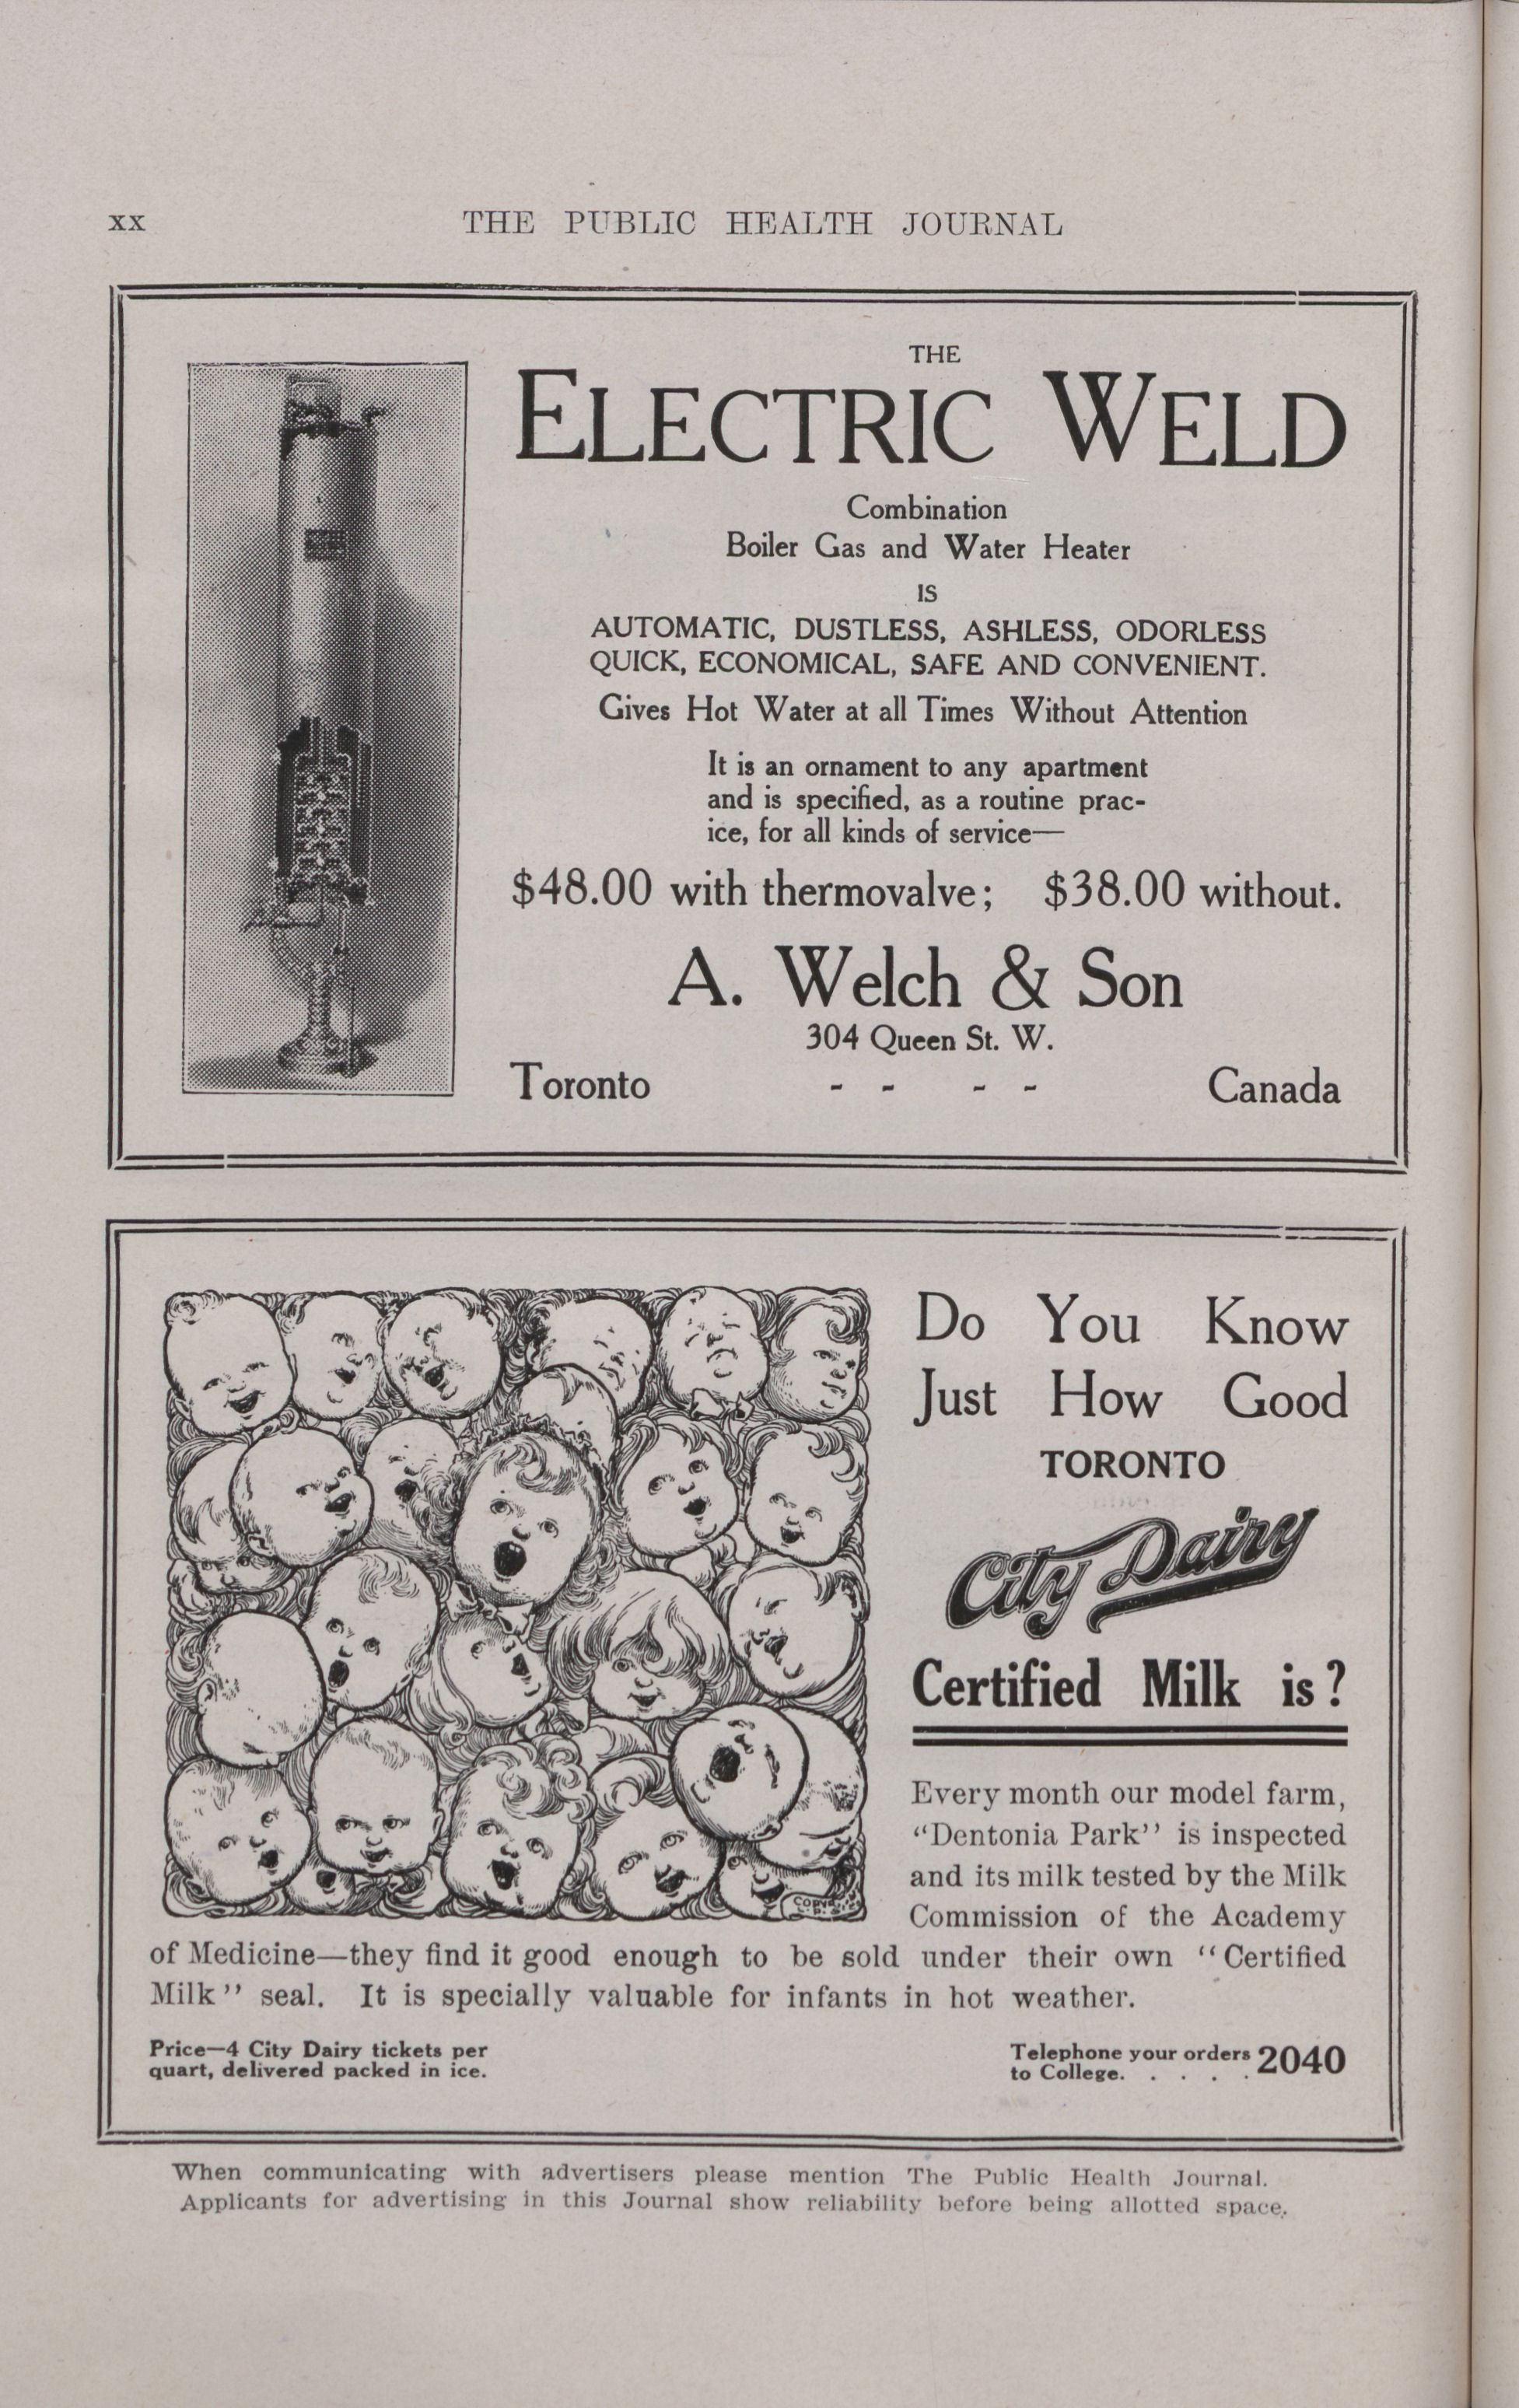 xx
THE PUBLIC HEALTH JOURNAL
THE
ELECTRIC WELD
Combination
Boiler Gas and Water Heater
IS
AUTOMATIC, DUSTLESS, ASHLESS, ODORLESS
QUICK, ECONOMICAL, SAFE AND CONVENIENT.
Gives Hot Water at all Times Without Attention
It is an ornament to any apartment
and is specified, as a routine prac-
ice, for all kinds of service—
$48.00 with thermovalve; $38.00 without.
A. Welch & Son
304 Queen St. W.
Toronto - - - - Canada
Do You Know
Just How Good
TORONTO
City Dairy
Certified Milk is?
Every month our model farm,
“Dentonia Park” is inspected
and its milk tested by the Milk
Commission of the Academy
of Medicine—they find it good enough to be sold under their own “Certified
Milk” seal. It is specially valuable for infants in hot weather.
Price—4 City Dairy tickets per
quart, delivered packed in ice.
Telephone your orders 2040
to College. . . . .
When communicating with advertisers please mention The Public Health Journal.
Applicants for advertising in this Journal show reliability before being allotted space.